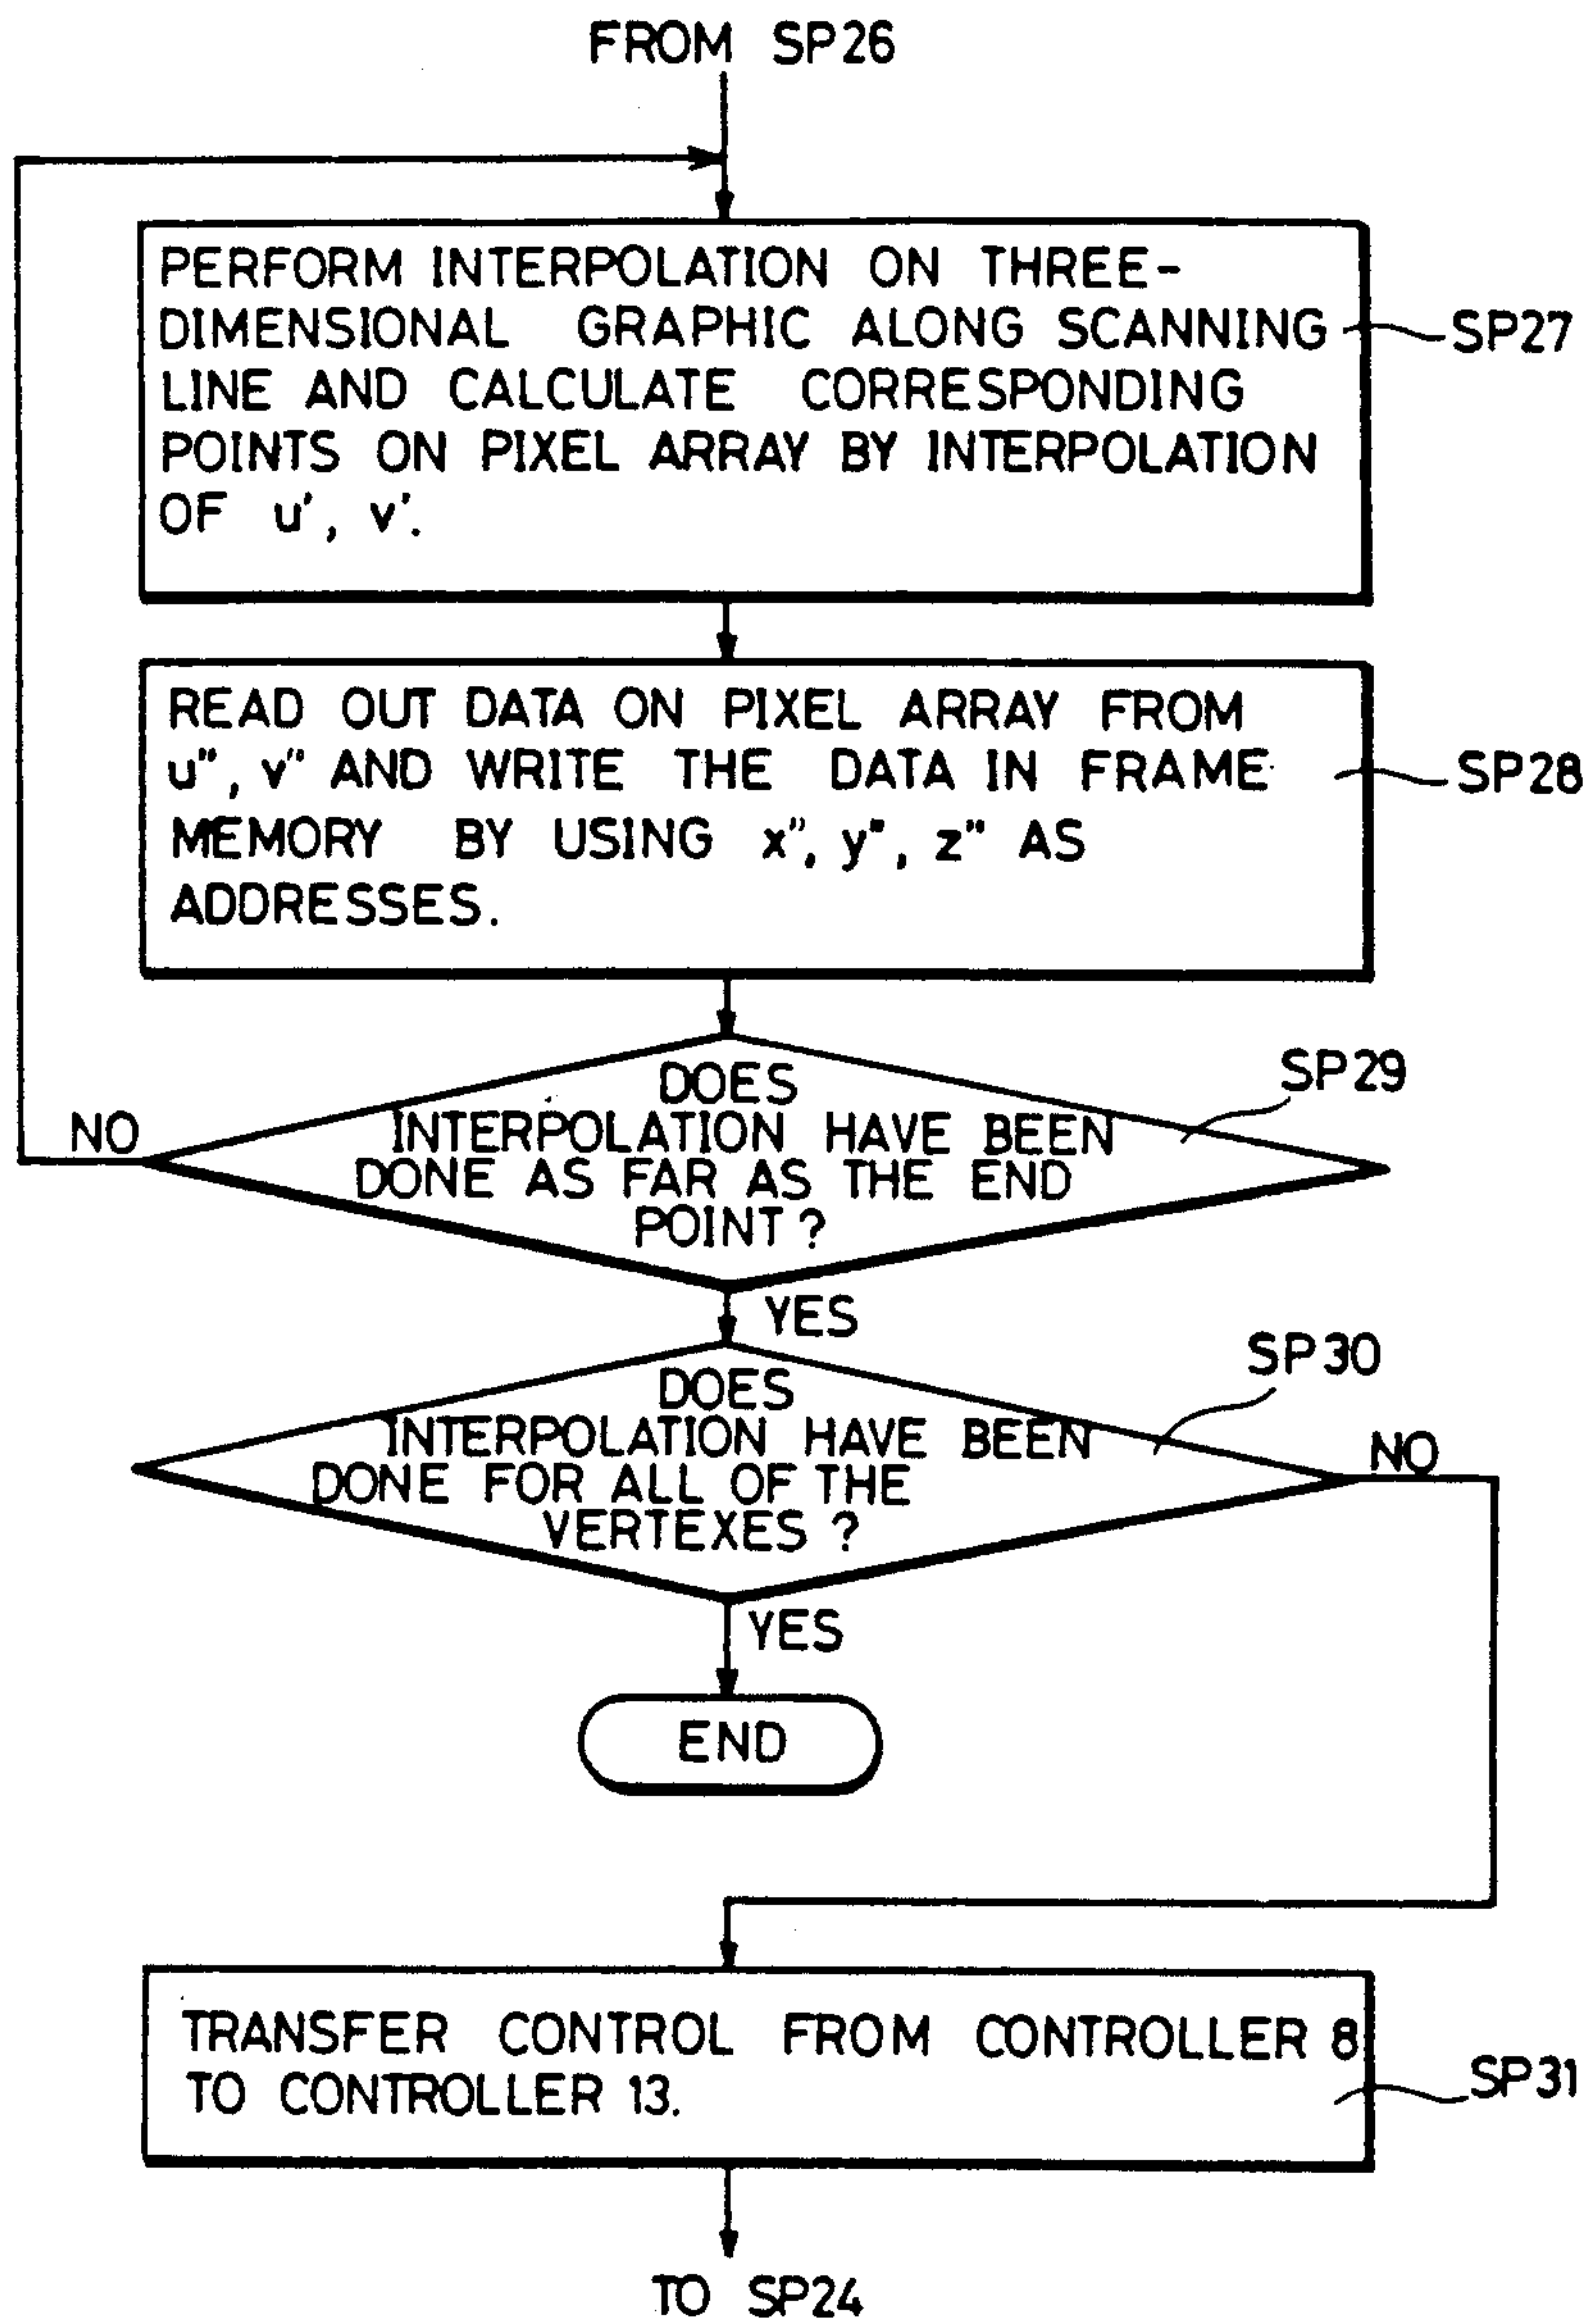 FROM SP26
PERFORM INTERPOLATION ON THREE-
DIMENSIONAL GRAPHIC ALONG SCANNING
LINE AND CALCULATE CORRESPONDING
POINTS ON PIXEL ARRAY BY INTERPOLATION
OF u', v'.
SP27
READ OUT DATA ON PIXEL ARRAY FROM
u", v" AND WRITE THE DATA IN FRAME
MEMORY BY USING x", y", z" AS
ADDRESSES.
SP28
DOES
INTERPOLATION HAVE BEEN
DONE AS FAR AS THE END
POINT?
SP29
NO
YES
DOES
INTERPOLATION HAVE BEEN
DONE FOR ALL OF THE
VERTEXES ?
SP30
NO
YES
END
TRANSFER CONTROL FROM CONTROLLER 8
TO CONTROLLER 13.
SP31
TO SP24